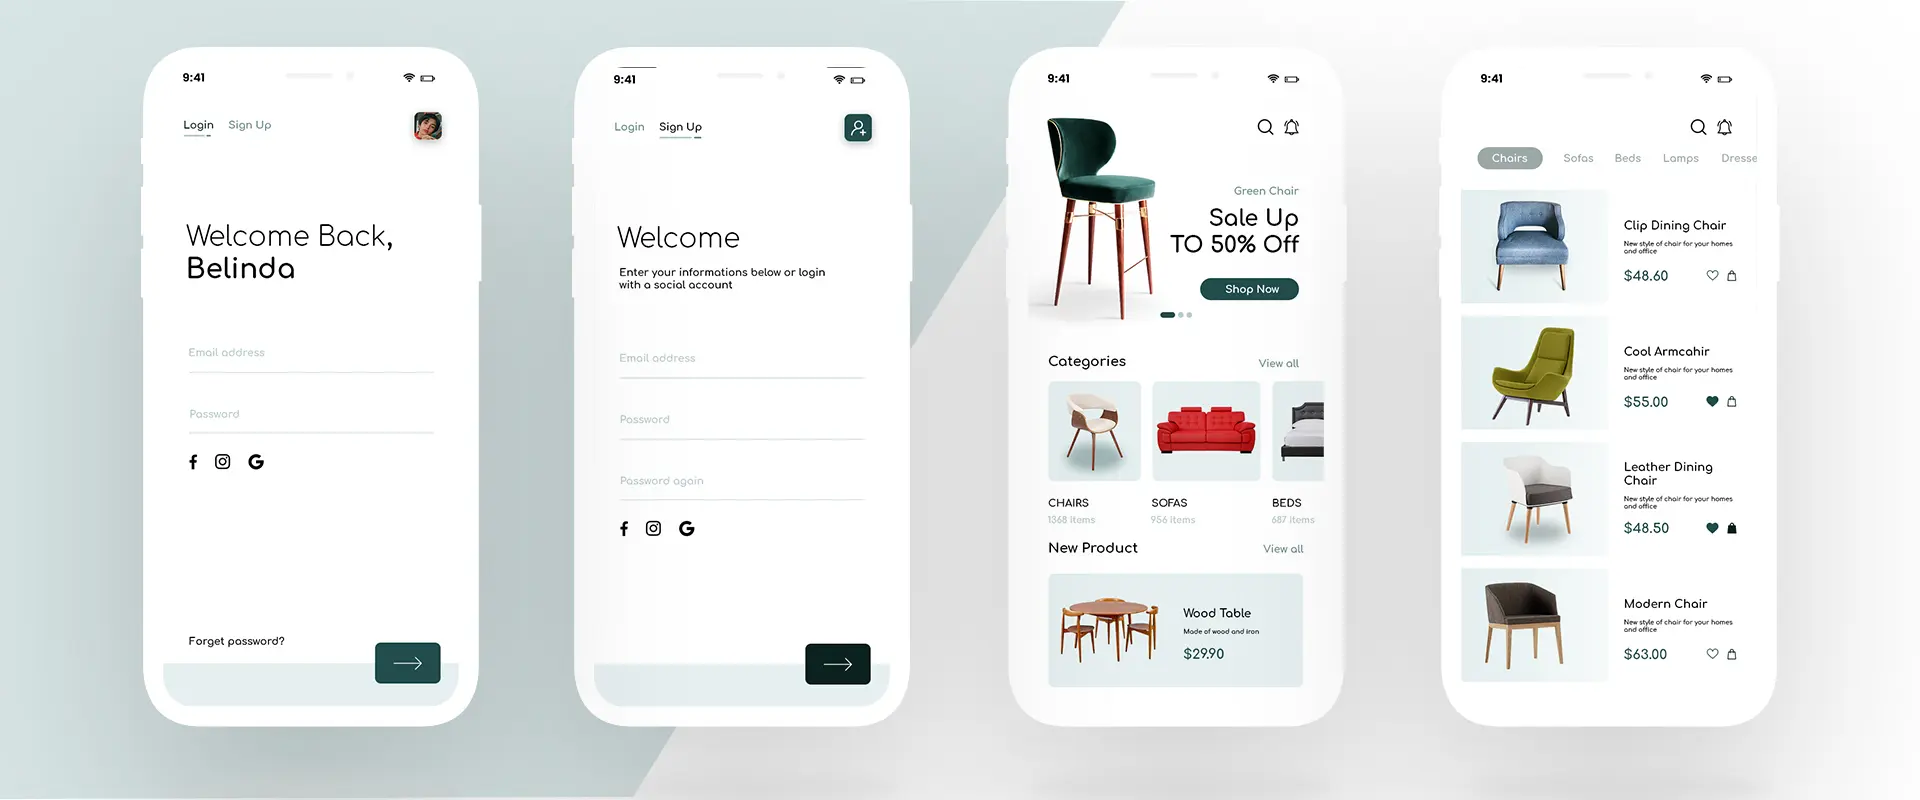 9:41
Login Sign Up
Welcome Back,
Belinda
Email address
Password
Forget password?
9:41
Login Sign Up
Welcome
Enter your informations below or login
with a social account
Email address
Password
Password again
9:41
Green Chair
Sale Up
TO 50% Off
Shop Now
Categories View all
CHAIRS SOFAS BEDS
1368 items 956 items 687 items
New Product View all
Wood Table
Made of wood and iron
$29.90
9:41
Chairs Sofas Beds Lamps Dresse
Clip Dining Chair
New style of chair for your homes
and office
$48.60
Cool Armcahir
New style of chair for your homes
and office
$55.00
Leather Dining
Chair
New style of chair for your homes
and office
$48.50
Modern Chair
New style of chair for your homes
and office
$63.00